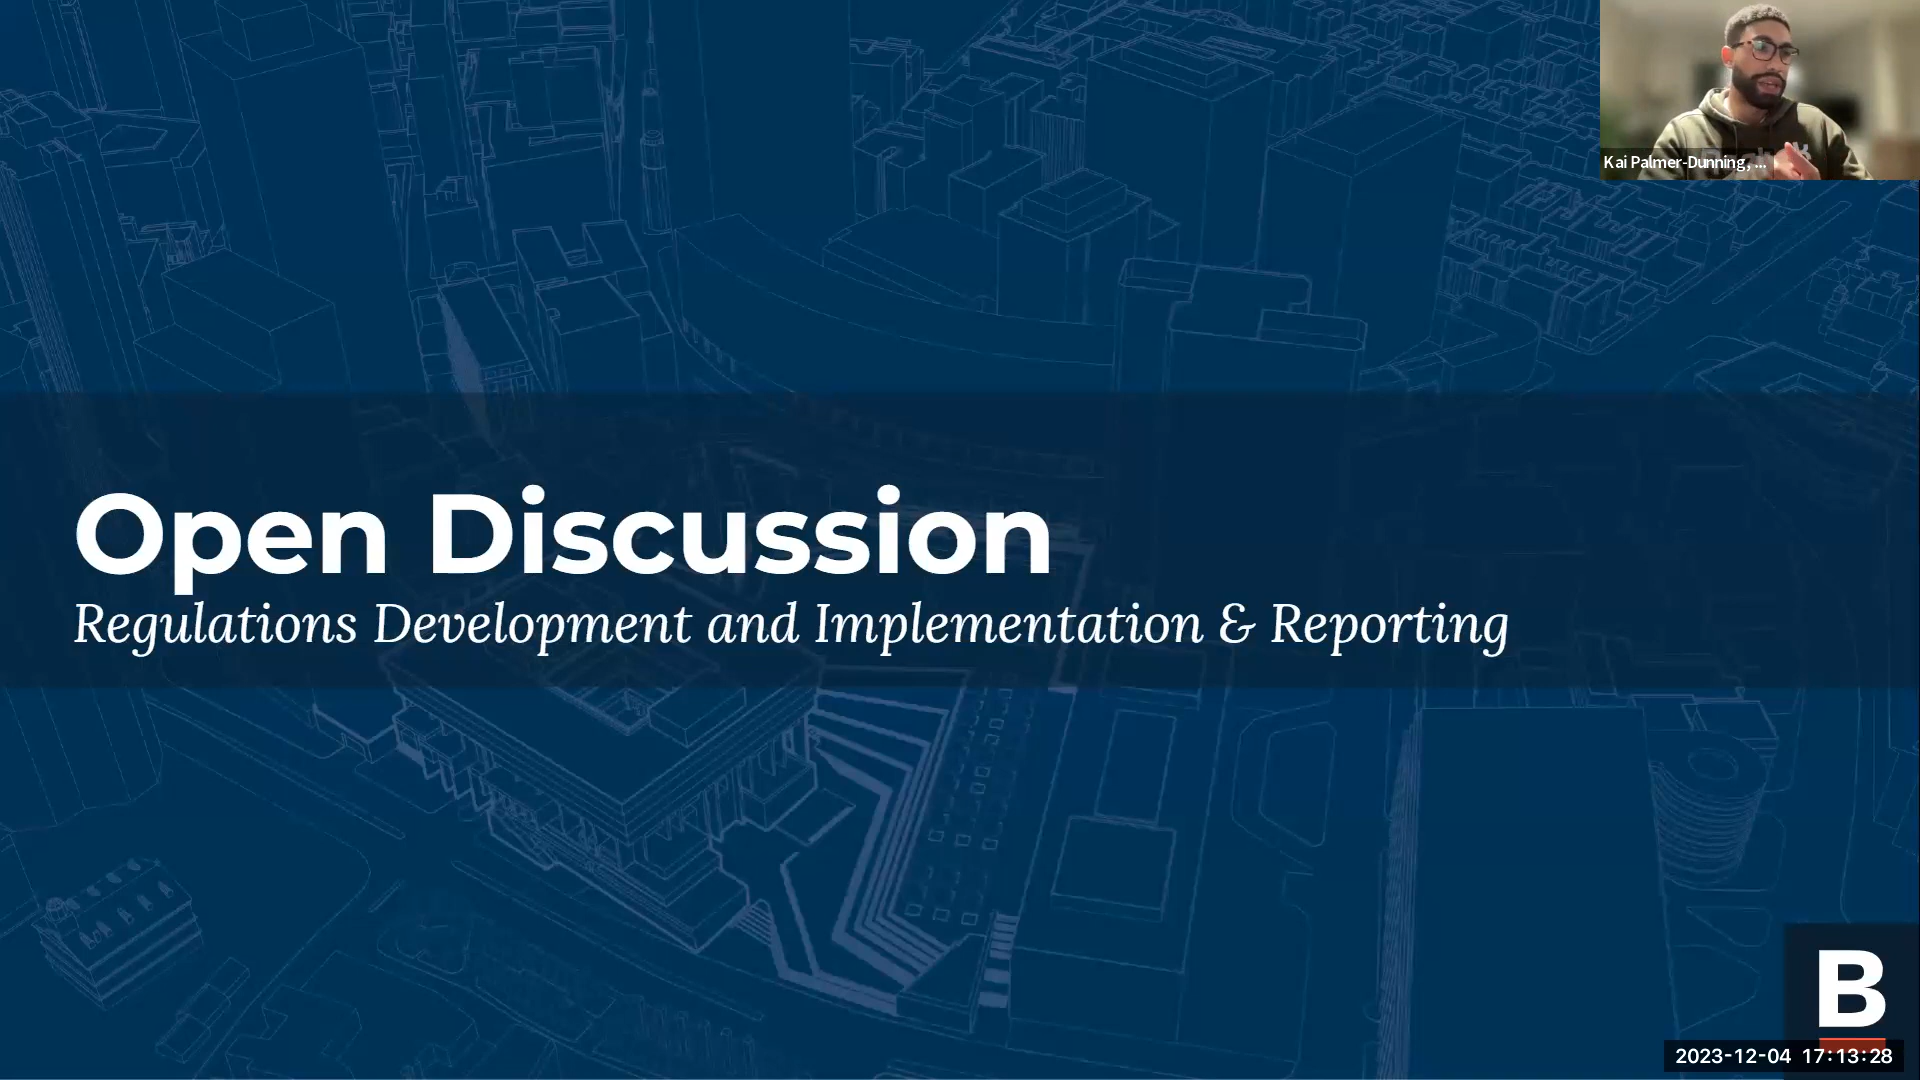 Kai Palmer-Dunning, ...
Open Discussion
Regulations Development and Implementation & Reporting
B
2023-12-04 17:13:28